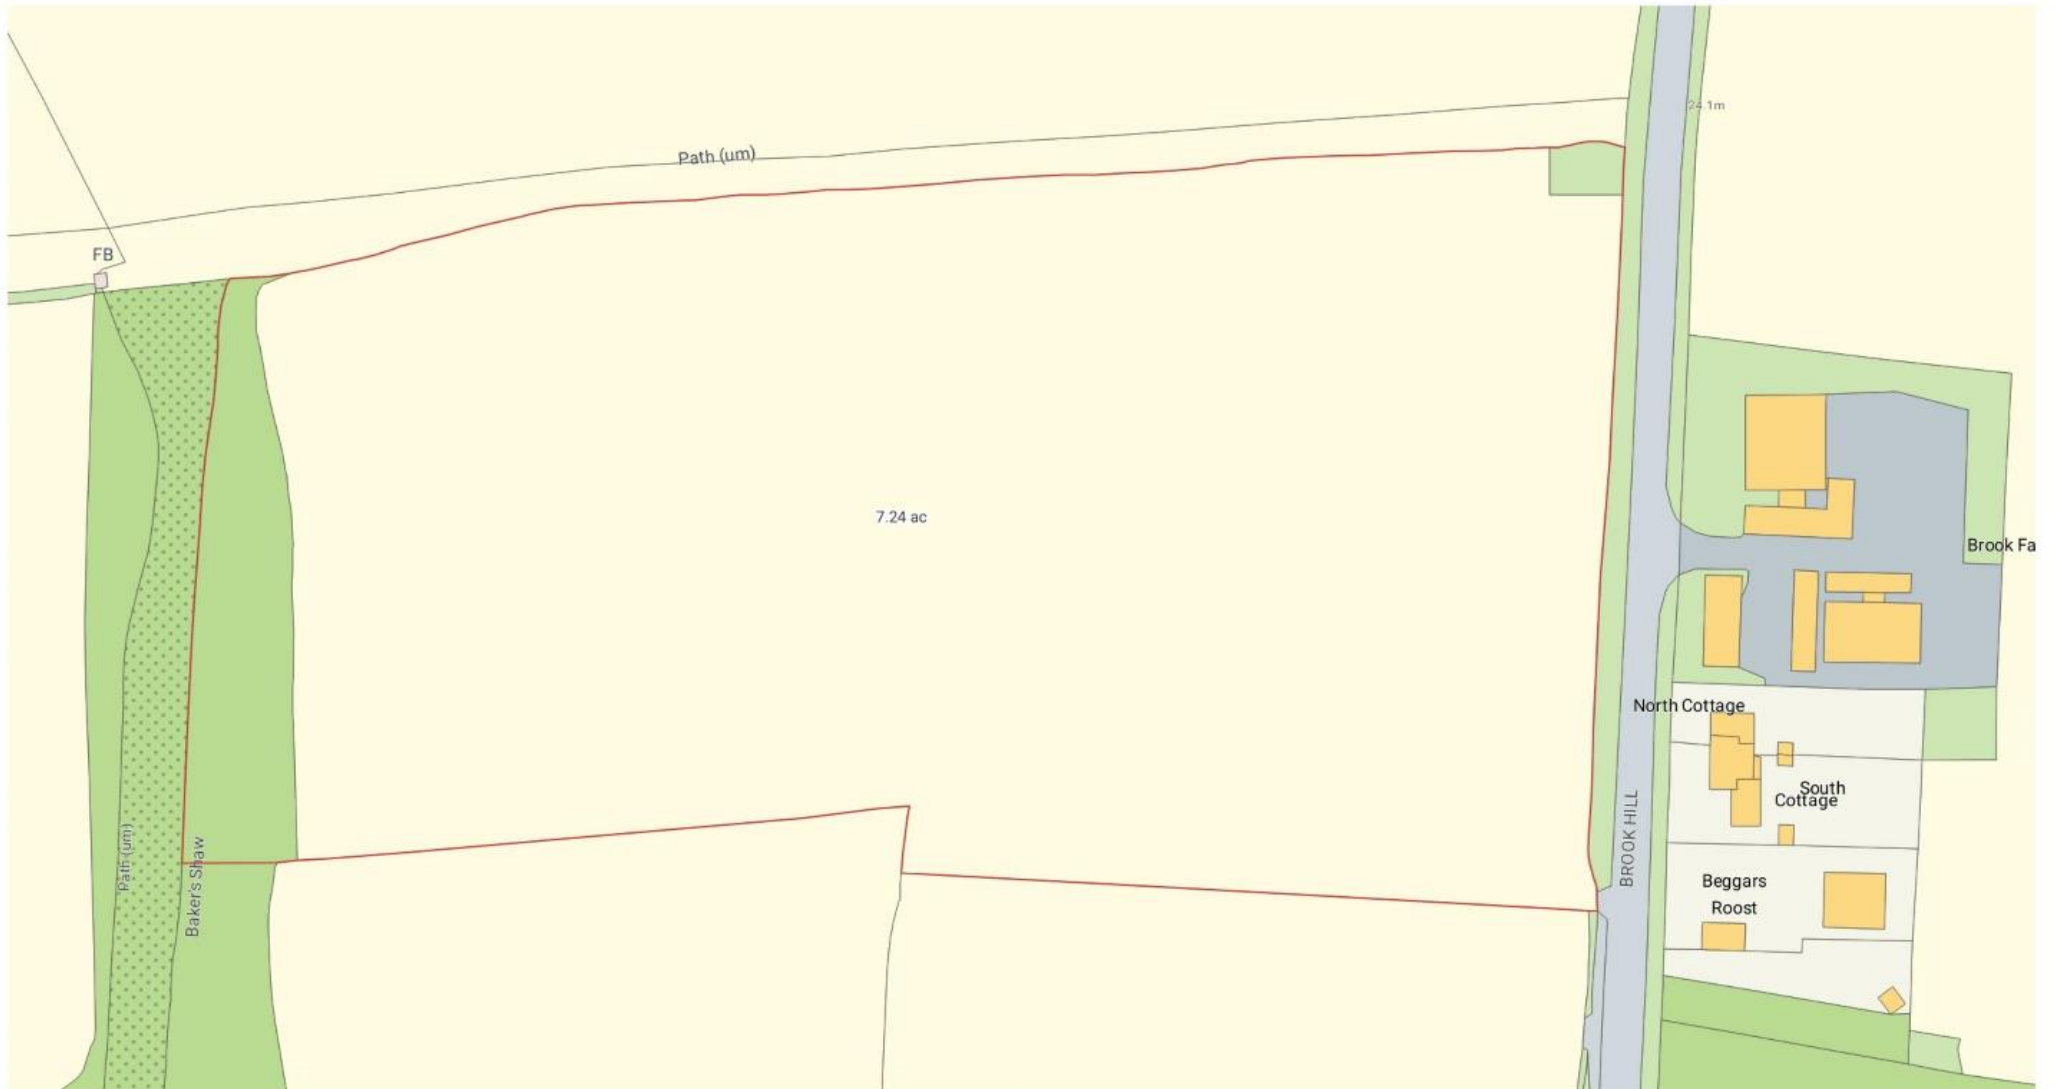 24.1m
Path (um)
FB
7.24 ac
Brook Fa
North Cottage
South
Cottage
BROOK HILL
Path (um)
Baker's Shaw
Beggars
Roost